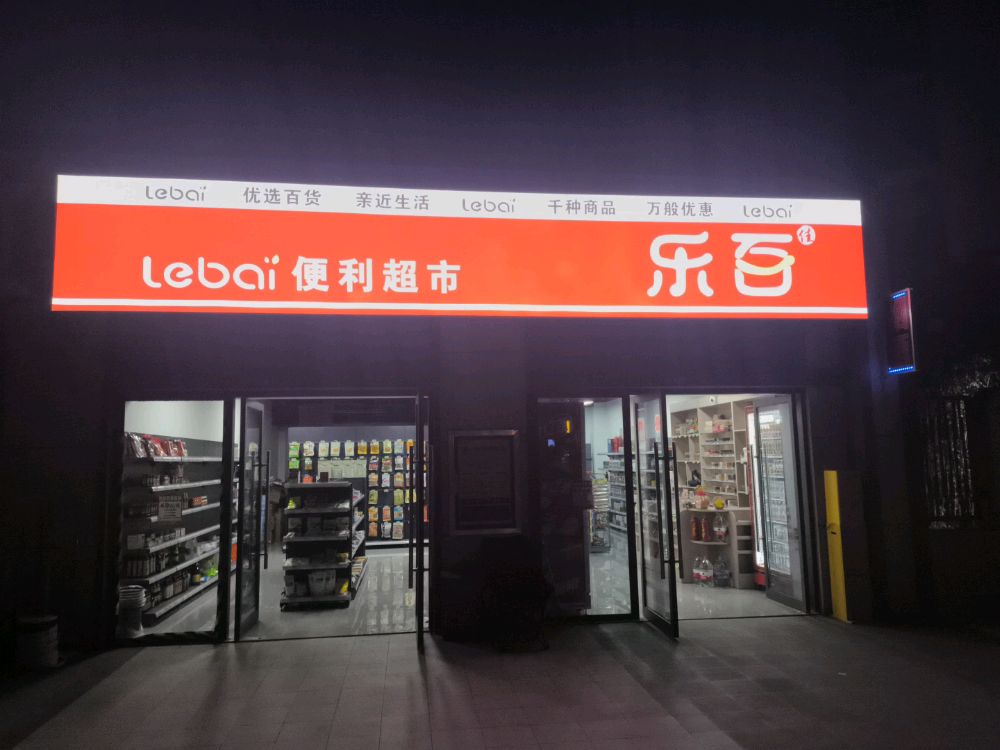 Lebai 优选百货 亲近生活 Lebai 千种商品 万般优惠 Lebai
Lebai 便利超市 乐百佳